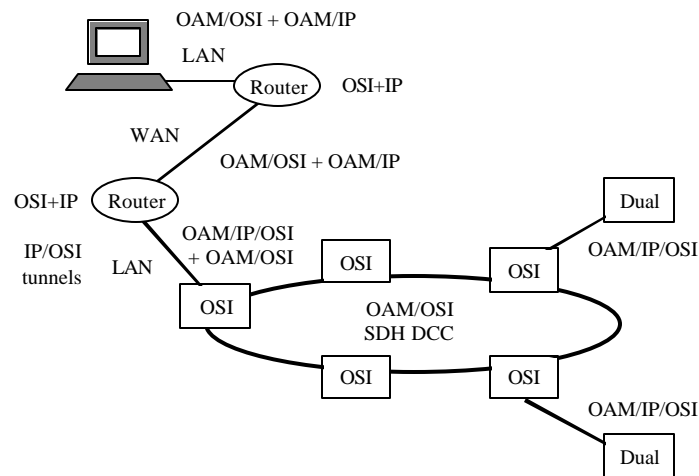 OAM/OSI + OAM/IP
LAN
Router
OSI+IP
WAN
OAM/OSI + OAM/IP
OSI+IP
Router
Dual
IP/OSI
tunnels
LAN
OAM/IP/OSI
+ OAM/OSI
OAM/IP/OSI
OSI
OSI
OSI
OAM/OSI
SDH DCC
OSI
OSI
OAM/IP/OSI
Dual